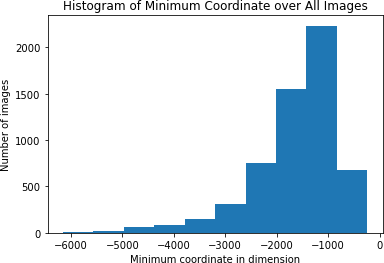 Histogram of Minimum Coordinate over All Images
Number of images
2000
1500
1000
500
0
−6000 −5000 −4000 −3000 −2000 −1000 0
Minimum coordinate in dimension